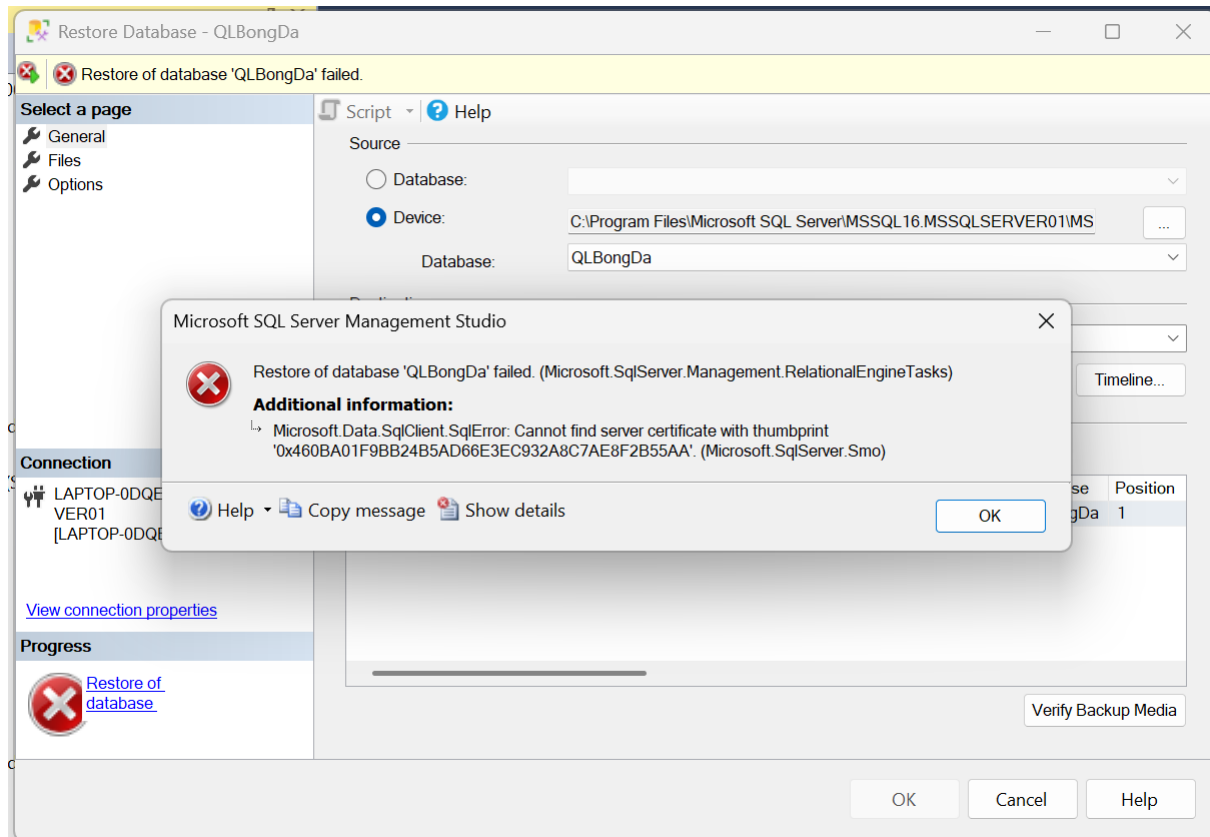 Restore Database - QLBongDa
Restore of database 'QLBongDa' failed.
Select a page
General
Files
Options
Script
Help
Source
Database:
Device:
C:\Program Files\Microsoft SQL Server\MSSQL16.MSSQLSERVER01\MS
...
Database:
QLBongDa
Microsoft SQL Server Management Studio
Restore of database 'QLBongDa' failed. (Microsoft.SqlServer.Management.RelationalEngineTasks)
Additional information:
Microsoft.Data.SqlClient.SqlError: Cannot find server certificate with thumbprint
'0x460BA01F9BB24B5AD66E3EC932A8C7AE8F2B55AA'. (Microsoft.SqlServer.Smo)
Help
Copy message
Show details
OK
Timeline...
Connection
LAPTOP-0DQE
VER01
[LAPTOP-0DQE
se Position
gDa 1
View connection properties
Progress
Restore of
database
Verify Backup Media
OK
Cancel
Help